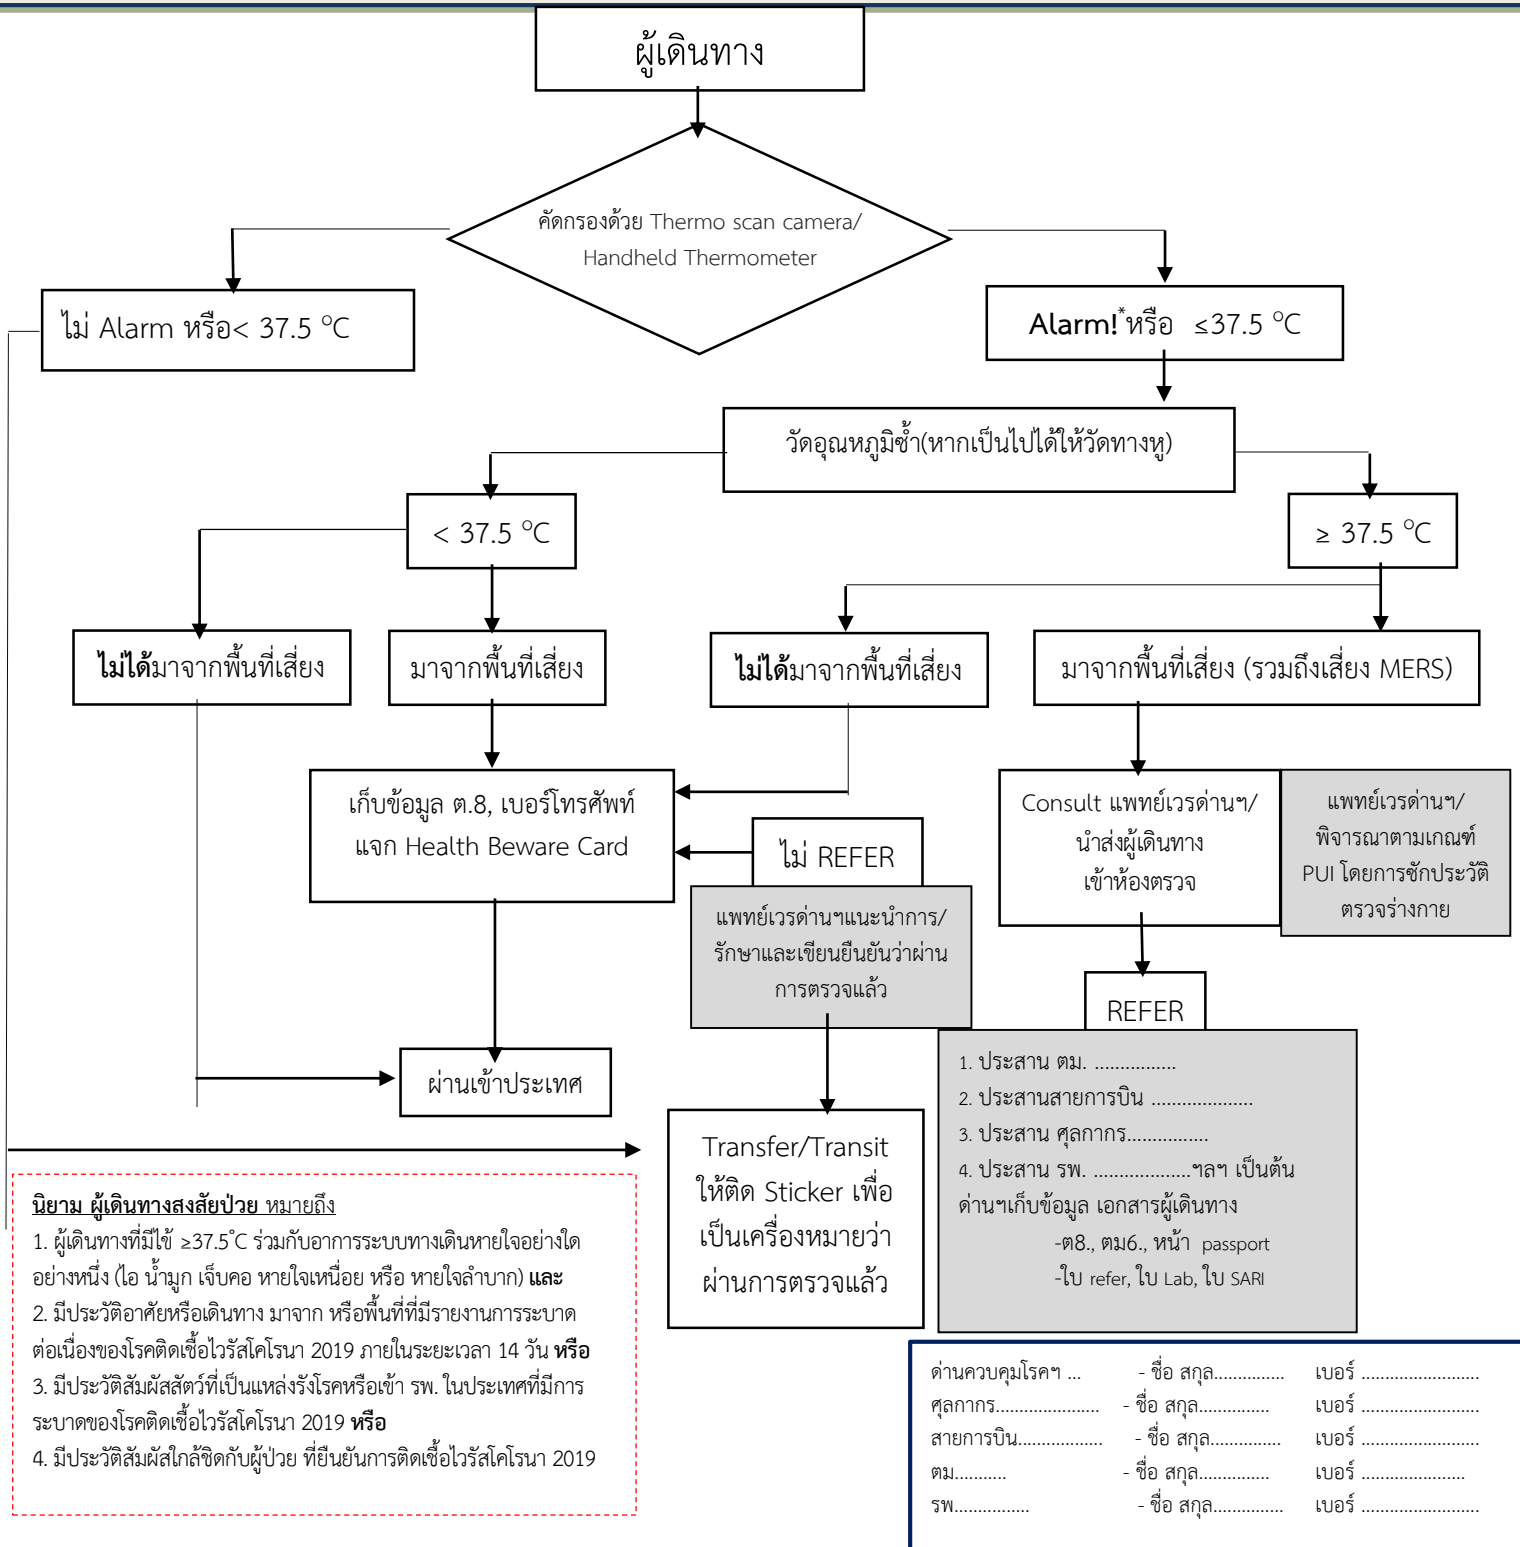 ผู้เดินทาง
คัดกรองด้วย Thermo scan camera/
Handheld Thermometer
ไม่ Alarm หรือ< 37.5 °C
Alarm!*หรือ ≤37.5 °C
วัดอุณหภูมิซ้ำ(หากเป็นไปได้ให้วัดทางหู)
< 37.5 °C
≥ 37.5 °C
ไม่ได้มาจากพื้นที่เสี่ยง
มาจากพื้นที่เสี่ยง
ไม่ได้มาจากพื้นที่เสี่ยง
มาจากพื้นที่เสี่ยง (รวมถึงเสี่ยง MERS)
เก็บข้อมูล ต.8, เบอร์โทรศัพท์
แจก Health Beware Card
ไม่ REFER
แพทย์เวรด่านฯแนะนำการ/
รักษาและเขียนยืนยันว่าผ่าน
การตรวจแล้ว
Consult แพทย์เวรด่านฯ/
นำส่งผู้เดินทาง
เข้าห้องตรวจ
แพทย์เวรด่านฯ/
พิจารณาตามเกณฑ์
PUI โดยการซักประวัติ
ตรวจร่างกาย
REFER
1. ประสาน ตม. ................
2. ประสานสายการบิน ....................
3. ประสาน ศุลกากร................
4. ประสาน รพ. ...................ฯลฯ เป็นต้น
ด่านฯเก็บข้อมูล เอกสารผู้เดินทาง
-ต8., ตม6., หน้า passport
-ใบ refer, ใบ Lab, ใบ SARI
ผ่านเข้าประเทศ
Transfer/Transit
ให้ติด Sticker เพื่อ
เป็นเครื่องหมายว่า
ผ่านการตรวจแล้ว
นิยาม ผู้เดินทางสงสัยป่วย หมายถึง
1. ผู้เดินทางที่มีไข้ ≥37.5°C ร่วมกับอาการระบบทางเดินหายใจอย่างใด
อย่างหนึ่ง (ไอ น้ำมูก เจ็บคอ หายใจเหนื่อย หรือ หายใจลำบาก) และ
2. มีประวัติอาศัยหรือเดินทาง มาจาก หรือพื้นที่ที่มีรายงานการระบาด
ต่อเนื่องของโรคติดเชื้อไวรัสโคโรนา 2019 ภายในระยะเวลา 14 วัน หรือ
3. มีประวัติสัมผัสสัตว์ที่เป็นแหล่งรังโรคหรือเข้า รพ. ในประเทศที่มีการ
ระบาดของโรคติดเชื้อไวรัสโคโรนา 2019 หรือ
4. มีประวัติสัมผัสใกล้ชิดกับผู้ป่วย ที่ยืนยันการติดเชื้อไวรัสโคโรนา 2019
ด่านควบคุมโรคฯ ... - ชื่อ สกุล............... เบอร์ .........................
ศุลกากร...................... - ชื่อ สกุล............... เบอร์ .........................
สายการบิน.................. - ชื่อ สกุล............... เบอร์ .........................
ตม........... - ชื่อ สกุล............... เบอร์ ......................
รพ................ - ชื่อ สกุล............... เบอร์ .........................